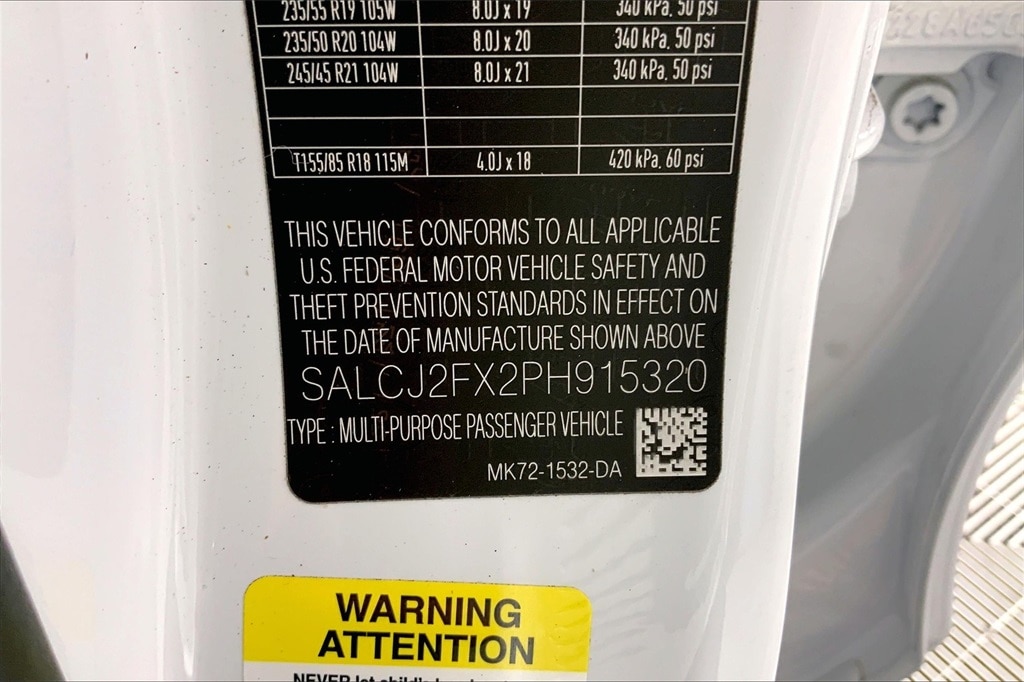 235/55 R19 105W 8.0J x 19 340 kPa, 50 psi
235/50 R20 104W 8.0J x 20 340 kPa, 50 psi
245/45 R21 104W 8.0J x 21 340 kPa, 50 psi
T155/85 R18 115M 4.0J x 18 420 kPa, 60 psi
THIS VEHICLE CONFORMS TO ALL APPLICABLE
U.S. FEDERAL MOTOR VEHICLE SAFETY AND
THEFT PREVENTION STANDARDS IN EFFECT ON
THE DATE OF MANUFACTURE SHOWN ABOVE
SALCJ2FX2PH915320
TYPE : MULTI-PURPOSE PASSENGER VEHICLE
MK72-1532-DA
WARNING
ATTENTION
NEVER let child's